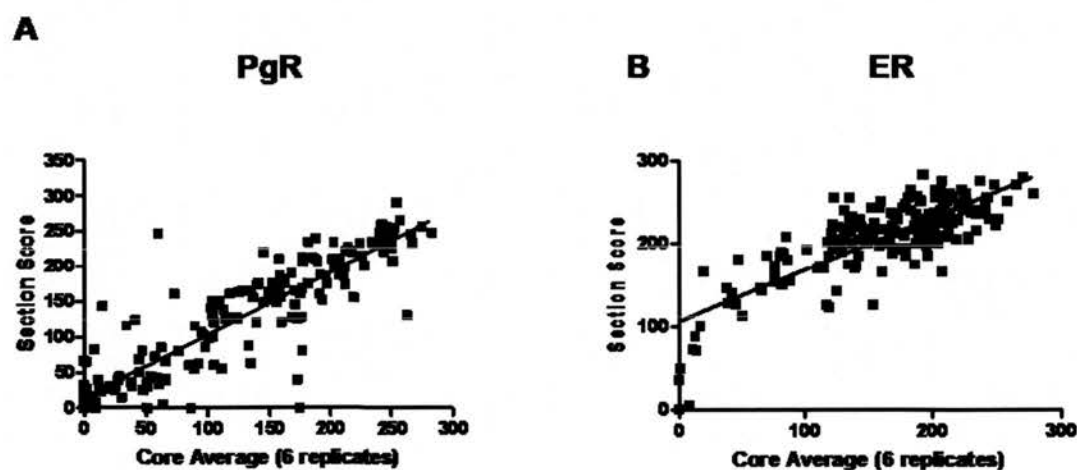 A
PgR
350
300
250
200
150
100
50
0
Section Score
0 50 100 150 200 250 300
Core Average (6 replicates)
B
ER
300
200
100
0
Section Score
0 100 200 300
Core Average (6 replicates)